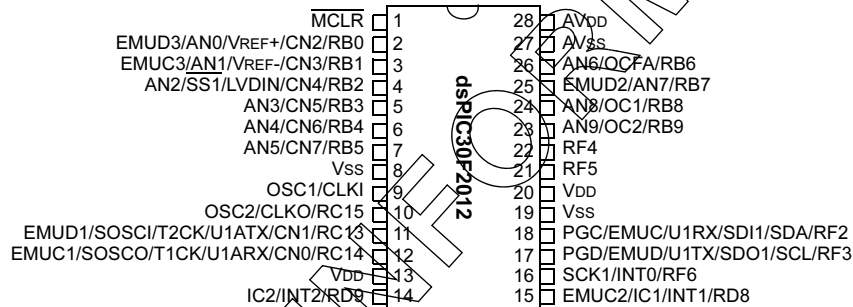 MCLR 1 28 AVDD
EMUD3/AN0/VREF+/CN2/RB0 2 27 AVSS
EMUC3/AN1/VREF-/CN3/RB1 3 26 AN6/OCFA/RB6
AN2/SS1/LVDIN/CN4/RB2 4 25 EMUD2/AN7/RB7
AN3/CN5/RB3 5 24 AN8/OC1/RB8
AN4/CN6/RB4 6 23 AN9/OC2/RB9
AN5/CN7/RB5 7 22 RF4
VSS 8 21 RF5
OSC1/CLKI 9 20 VDD
OSC2/CLKO/RC15 10 19 VSS
EMUD1/SOSCI/T2CK/U1ATX/CN1/RC13 11 18 PGC/EMUC/U1RX/SDI1/SDA/RF2
EMUC1/SOSCO/T1CK/U1ARX/CN0/RC14 12 17 PGD/EMUD/U1TX/SDO1/SCL/RF3
VDD 13 16 SCK1/INT0/RF6
IC2/INT2/RD9 14 15 EMUC2/IC1/INT1/RD8
dsPIC30F2012